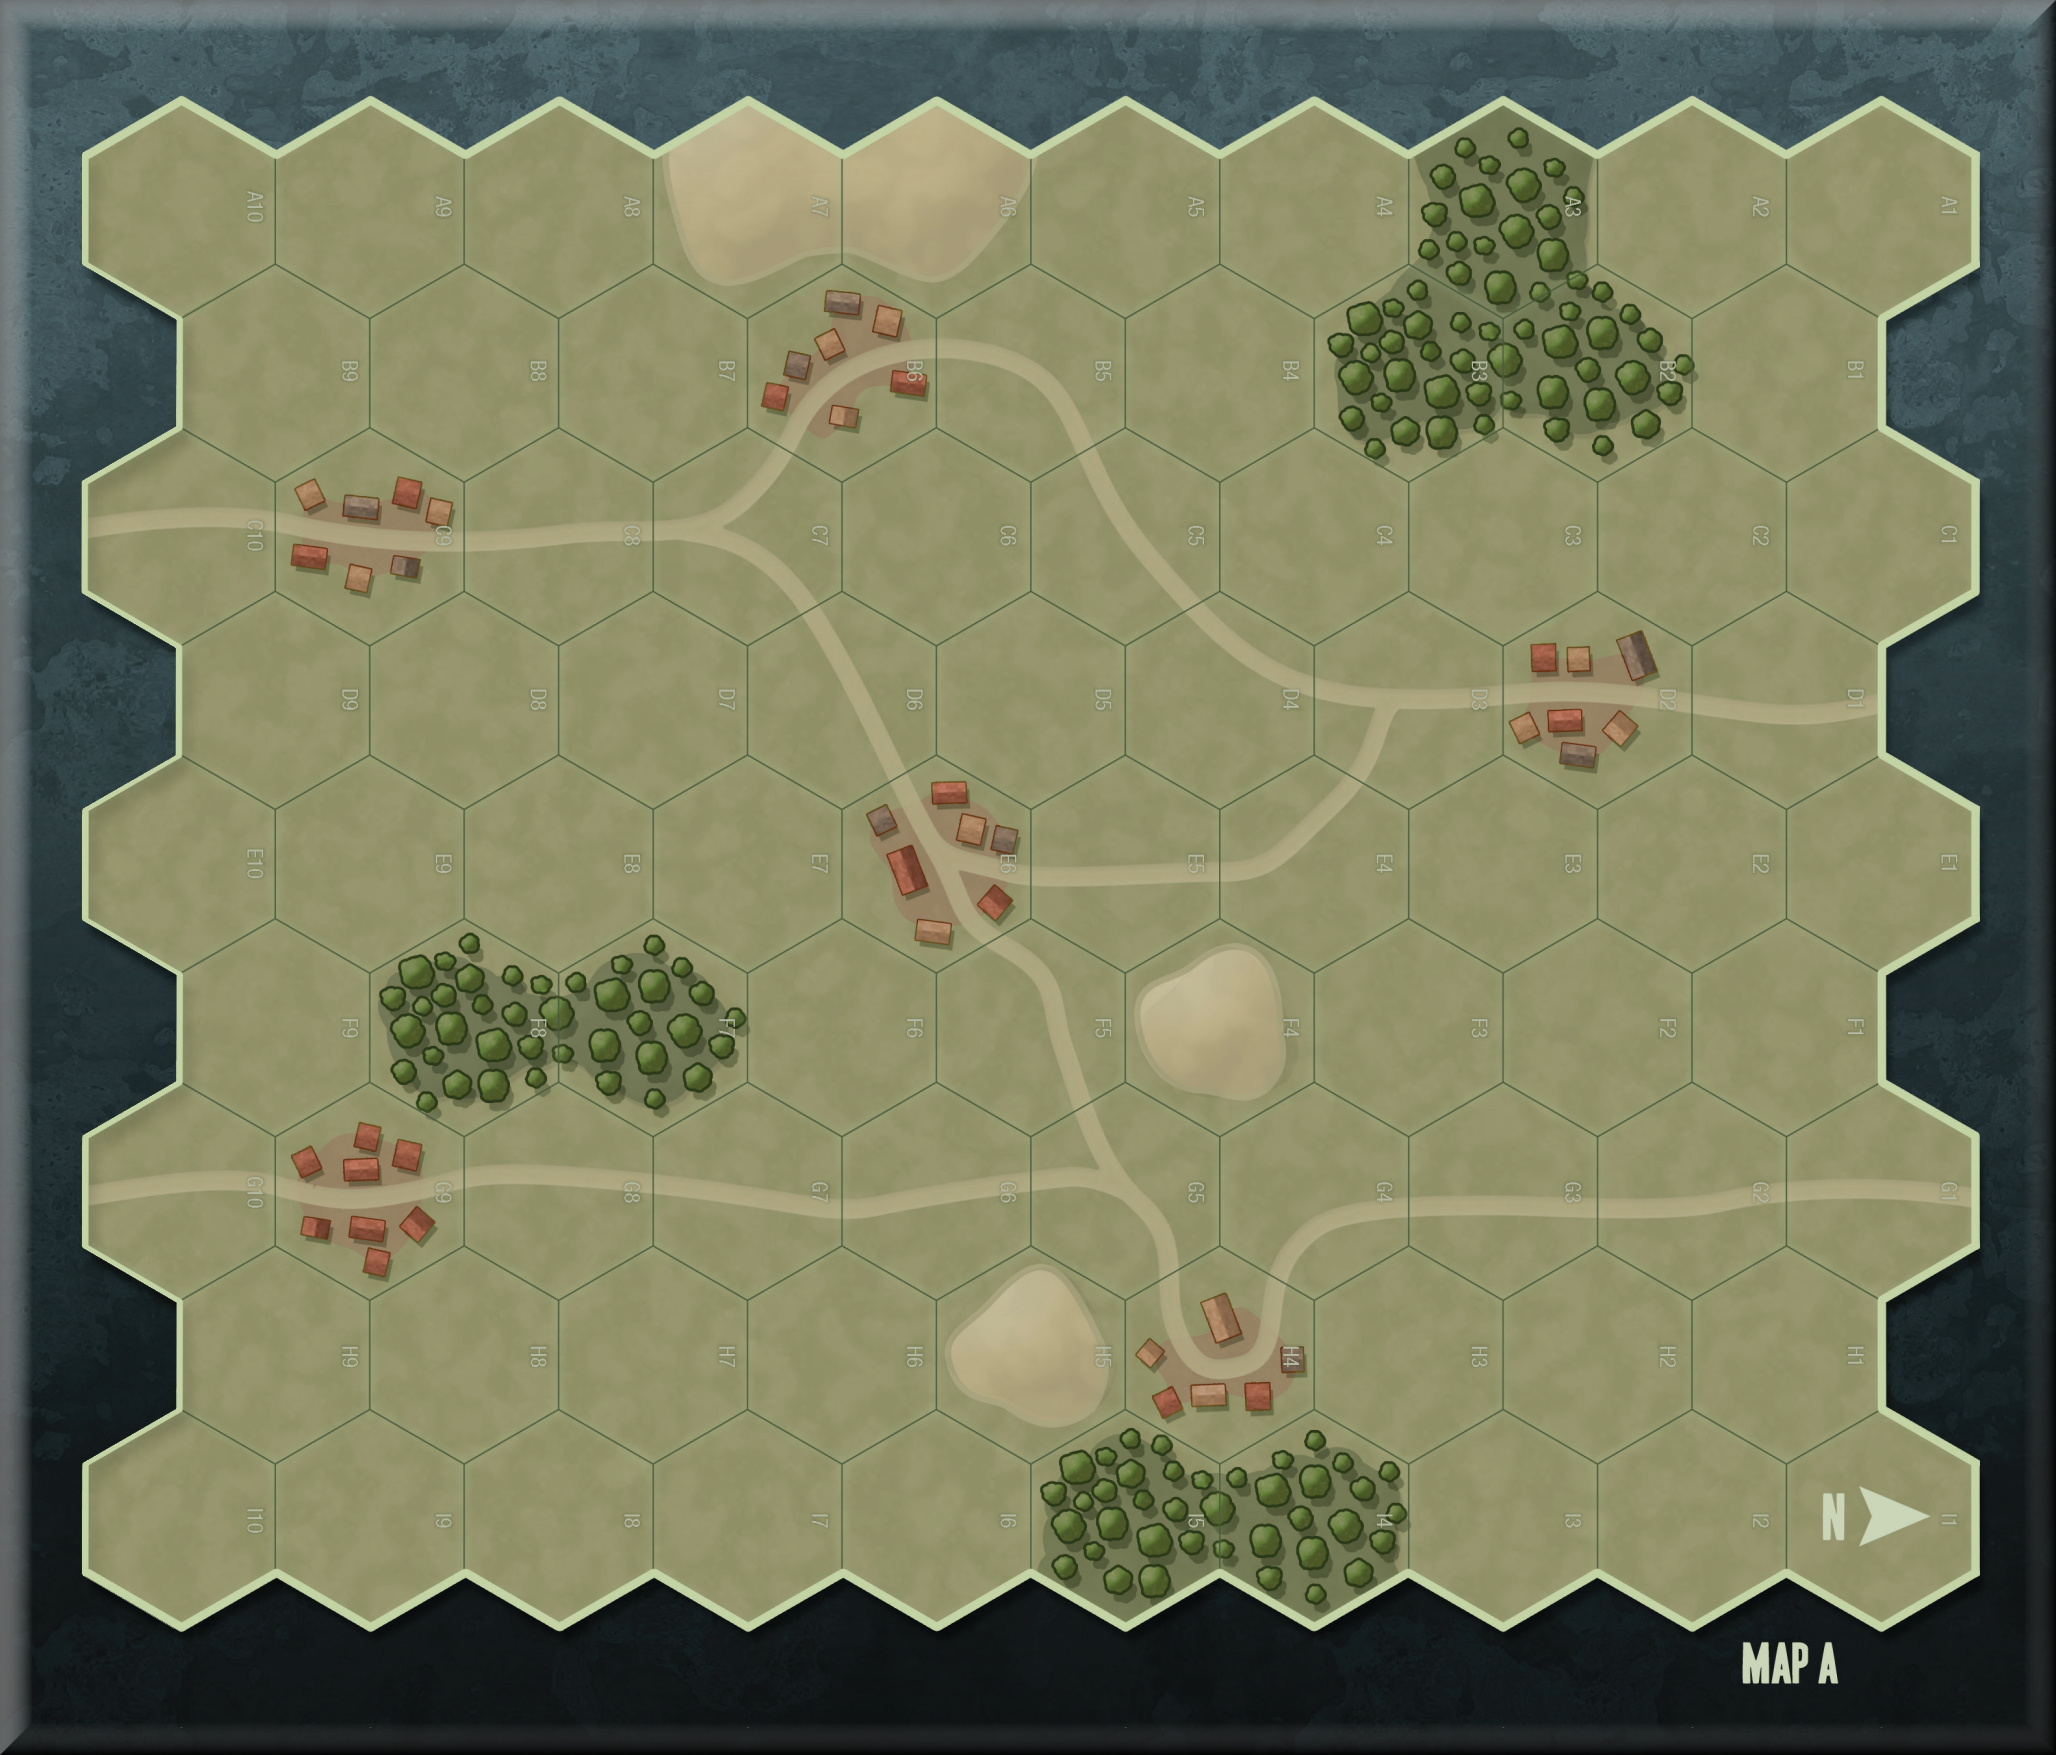 A10 A9 A8 A7 A6 A5 A4 A3 A2 A1
B9 B8 B7 B6 B5 B4 B3 B2 B1
C10 C9 C8 C7 C6 C5 C4 C3 C2 C1
D9 D8 D7 D6 D5 D4 D3 D2 D1
E10 E9 E8 E7 E6 E5 E4 E3 E2 E1
F9 F8 F7 F6 F5 F4 F3 F2 F1
G10 G9 G8 G7 G6 G5 G4 G3 G2 G1
H9 H8 H7 H6 H5 H4 H3 H2 H1
I10 I9 I8 I7 I6 I5 I4 I3 I2 I1
N
MAP A